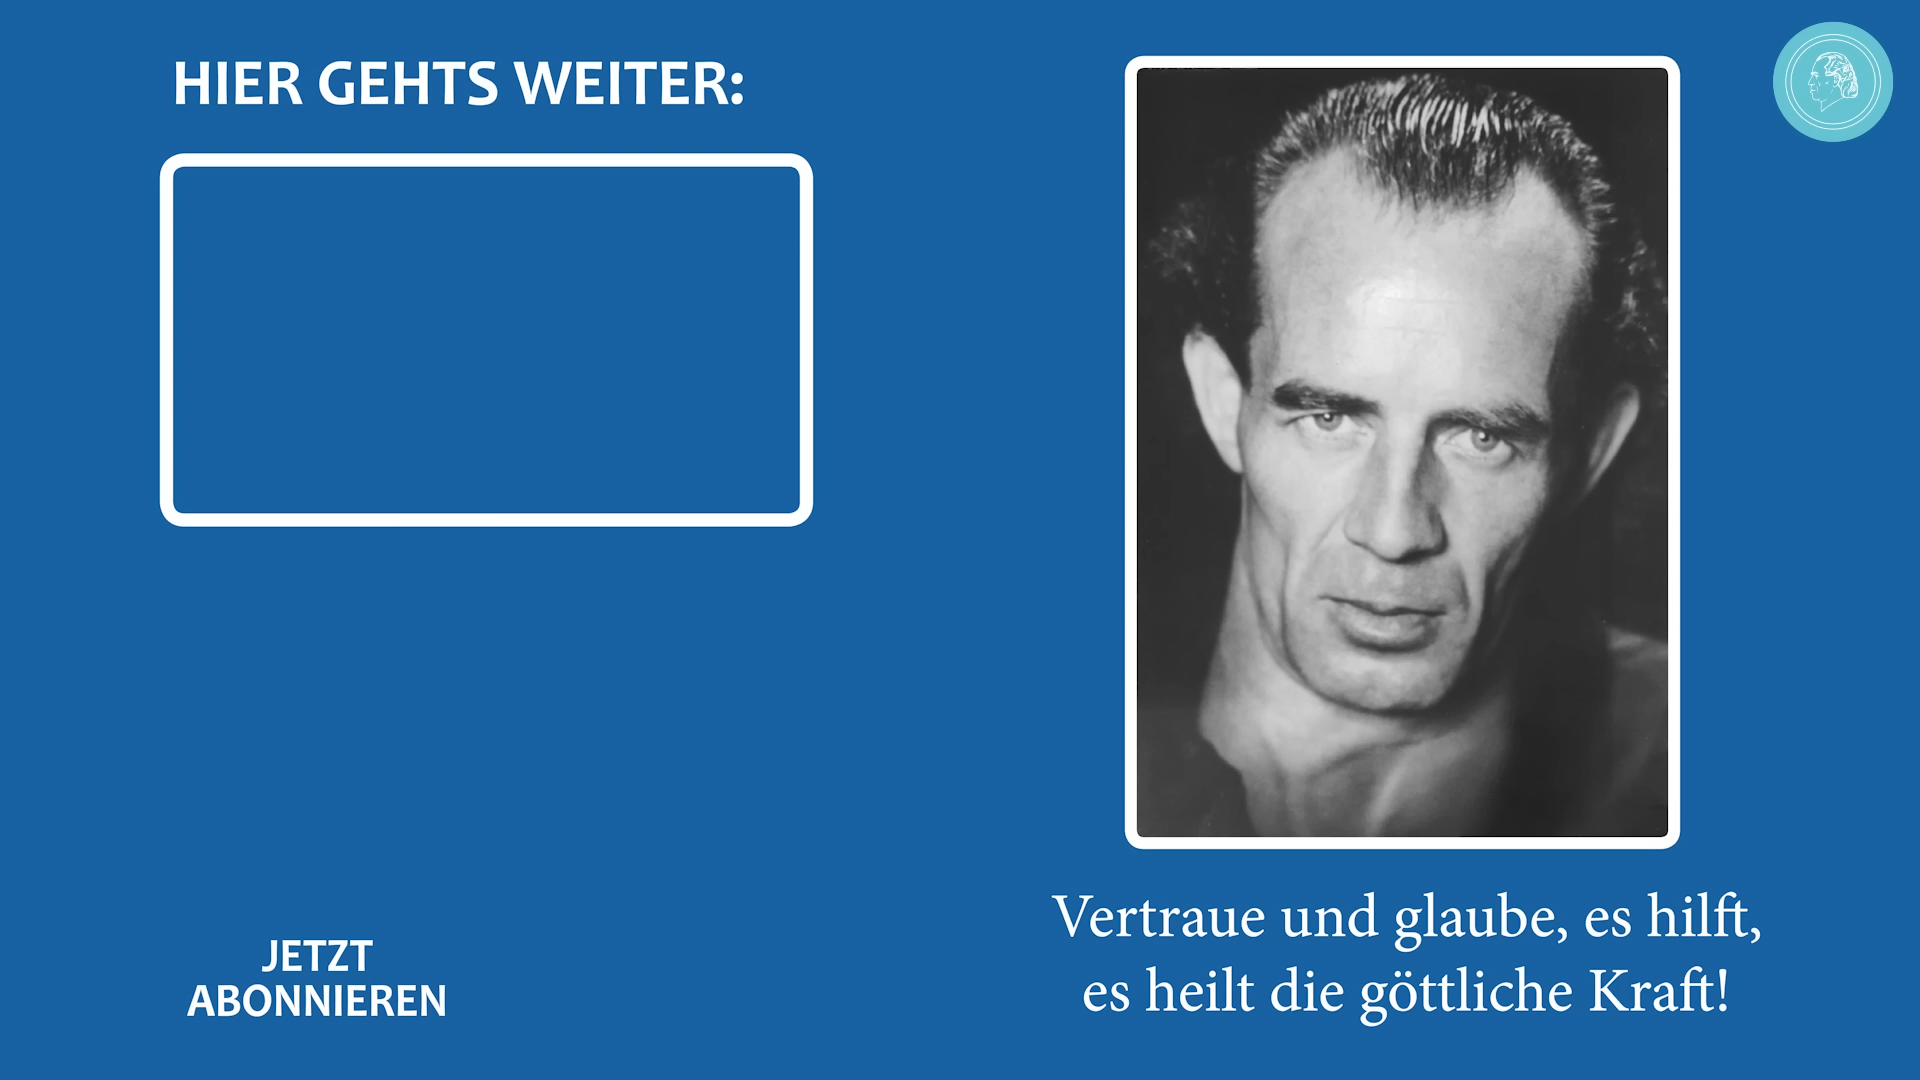 HIER GEHTS WEITER:
JETZT
ABONNIEREN
Vertraue und glaube, es hilft,
es heilt die göttliche Kraft!